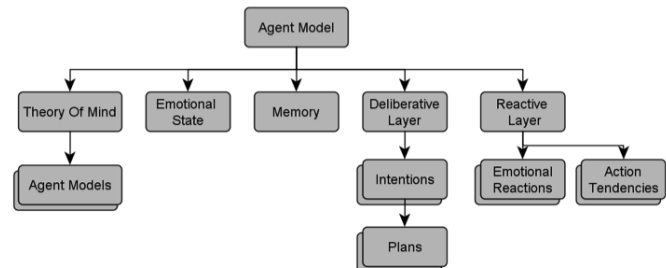 Agent Model
Theory Of Mind
Emotional
State
Memory
Deliberative
Layer
Reactive
Layer
Agent Models
Intentions
Emotional
Reactions
Action
Tendencies
Plans